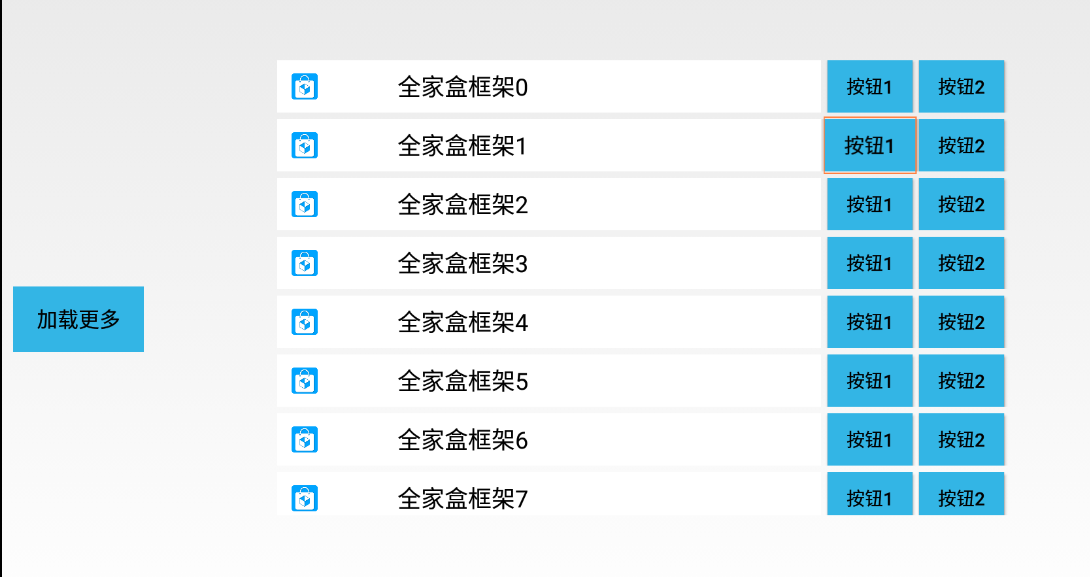 全家盒框架0 按钮1 按钮2
全家盒框架1 按钮1 按钮2
全家盒框架2 按钮1 按钮2
全家盒框架3 按钮1 按钮2
加载更多
全家盒框架4 按钮1 按钮2
全家盒框架5 按钮1 按钮2
全家盒框架6 按钮1 按钮2
全家盒框架7 按钮1 按钮2